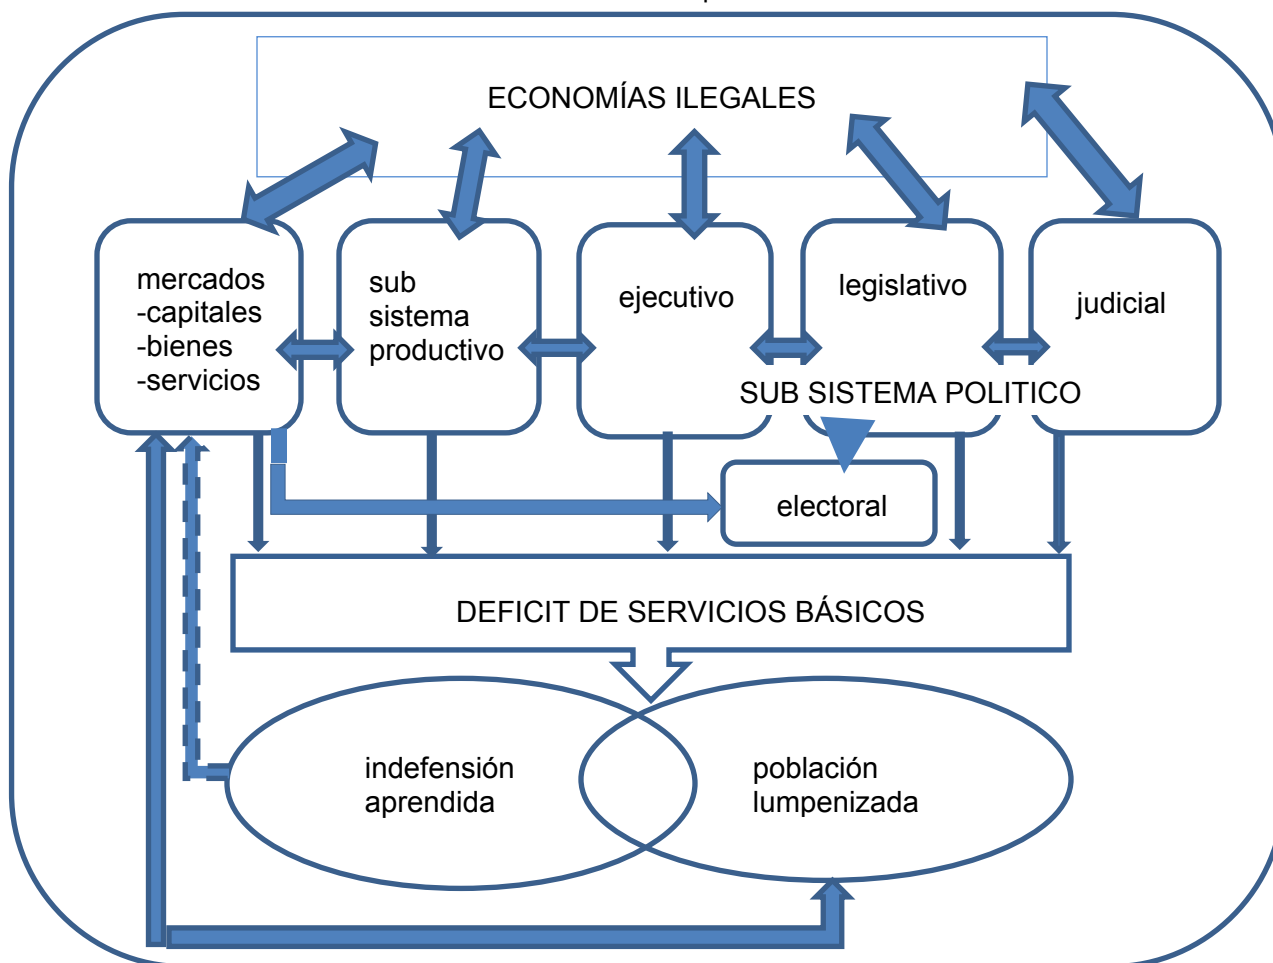 ECONOMÍAS ILEGALES
mercados
-capitales
-bienes
-servicios
sub
sistema
productivo
ejecutivo
legislativo
judicial
SUB SISTEMA POLITICO
electoral
DEFICIT DE SERVICIOS BÁSICOS
indefensión
aprendida
población
lumpenizada